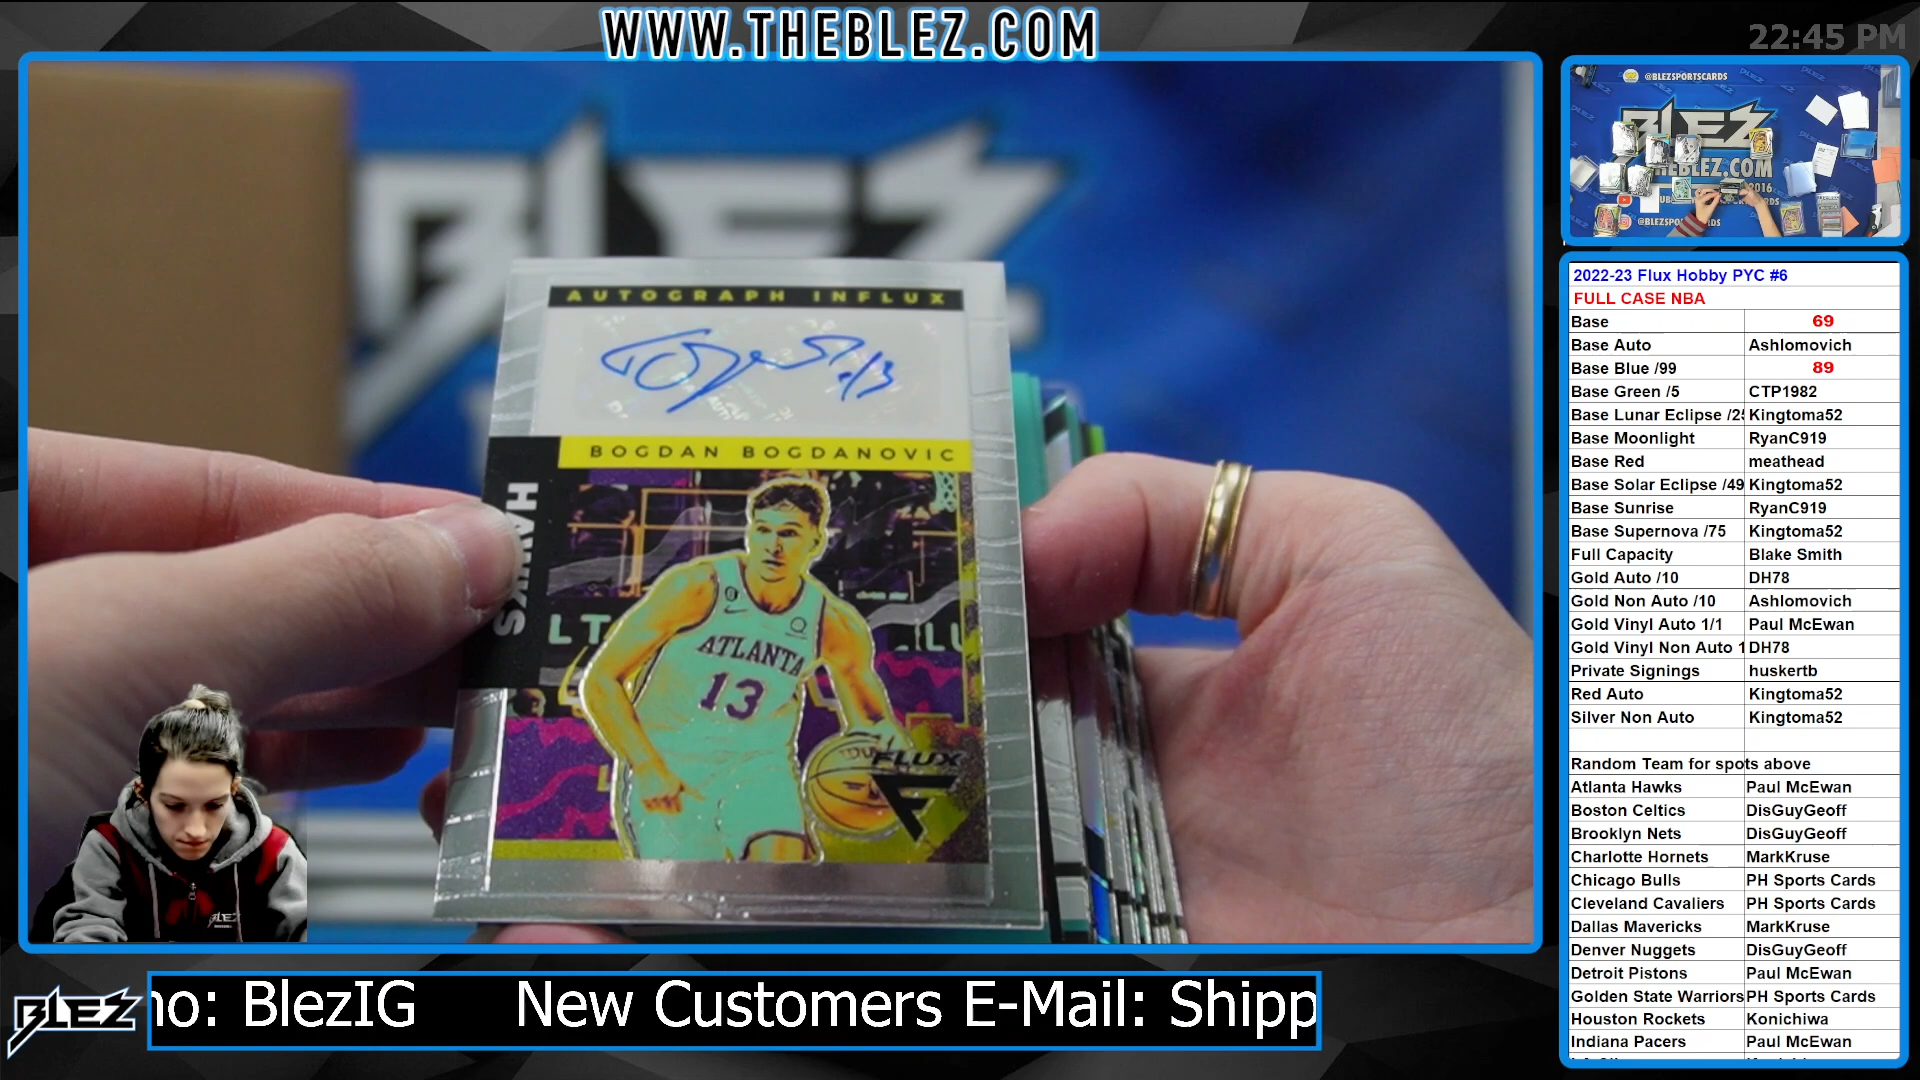 WWW.THEBLEZ.COM
22:45 PM
BLEZ
AUTOGRAPH INFLUX
BOGDAN BOGDANOVIC
HAWKS
ATLANTA
13
FLUX
BLEZ
no: BlezIG New Customers E-Mail: Shipp
@BLEZSPORTSCARDS
BLEZ
THEBLEZ.COM
2016
2022-23 Flux Hobby PYC #6
FULL CASE NBA
Base 69
Base Auto Ashlomovich
Base Blue /99 89
Base Green /5 CTP1982
Base Lunar Eclipse /25 Kingtoma52
Base Moonlight RyanC919
Base Red meathead
Base Solar Eclipse /49 Kingtoma52
Base Sunrise RyanC919
Base Supernova /75 Kingtoma52
Full Capacity Blake Smith
Gold Auto /10 DH78
Gold Non Auto /10 Ashlomovich
Gold Vinyl Auto 1/1 Paul McEwan
Gold Vinyl Non Auto 1 DH78
Private Signings huskertb
Red Auto Kingtoma52
Silver Non Auto Kingtoma52
Random Team for spots above
Atlanta Hawks Paul McEwan
Boston Celtics DisGuyGeoff
Brooklyn Nets DisGuyGeoff
Charlotte Hornets MarkKruse
Chicago Bulls PH Sports Cards
Cleveland Cavaliers PH Sports Cards
Dallas Mavericks MarkKruse
Denver Nuggets DisGuyGeoff
Detroit Pistons Paul McEwan
Golden State Warriors PH Sports Cards
Houston Rockets Konichiwa
Indiana Pacers Paul McEwan